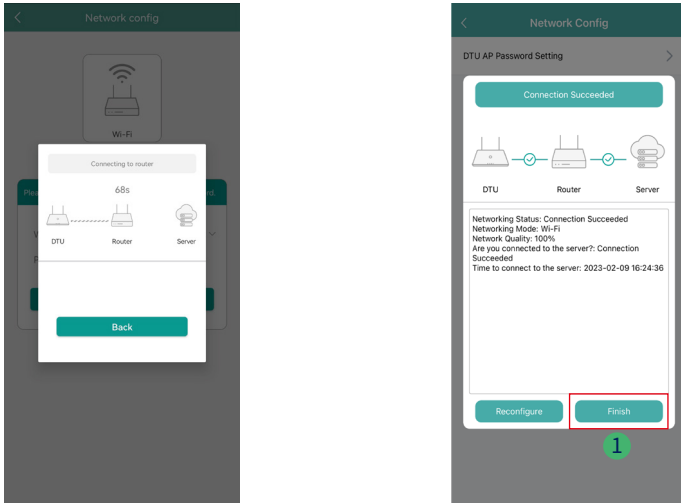 Network config
Wi-Fi
Connecting to router
Plea
rd.
68s
DTU
Router
Server
Back
Network Config
DTU AP Password Setting
Connection Succeeded
DTU
Router
Server
Networking Status: Connection Succeeded
Networking Mode: Wi-Fi
Network Quality: 100%
Are you connected to the server?: Connection
Succeeded
Time to connect to the server: 2023-02-09 16:24:36
Reconfigure
Finish
1